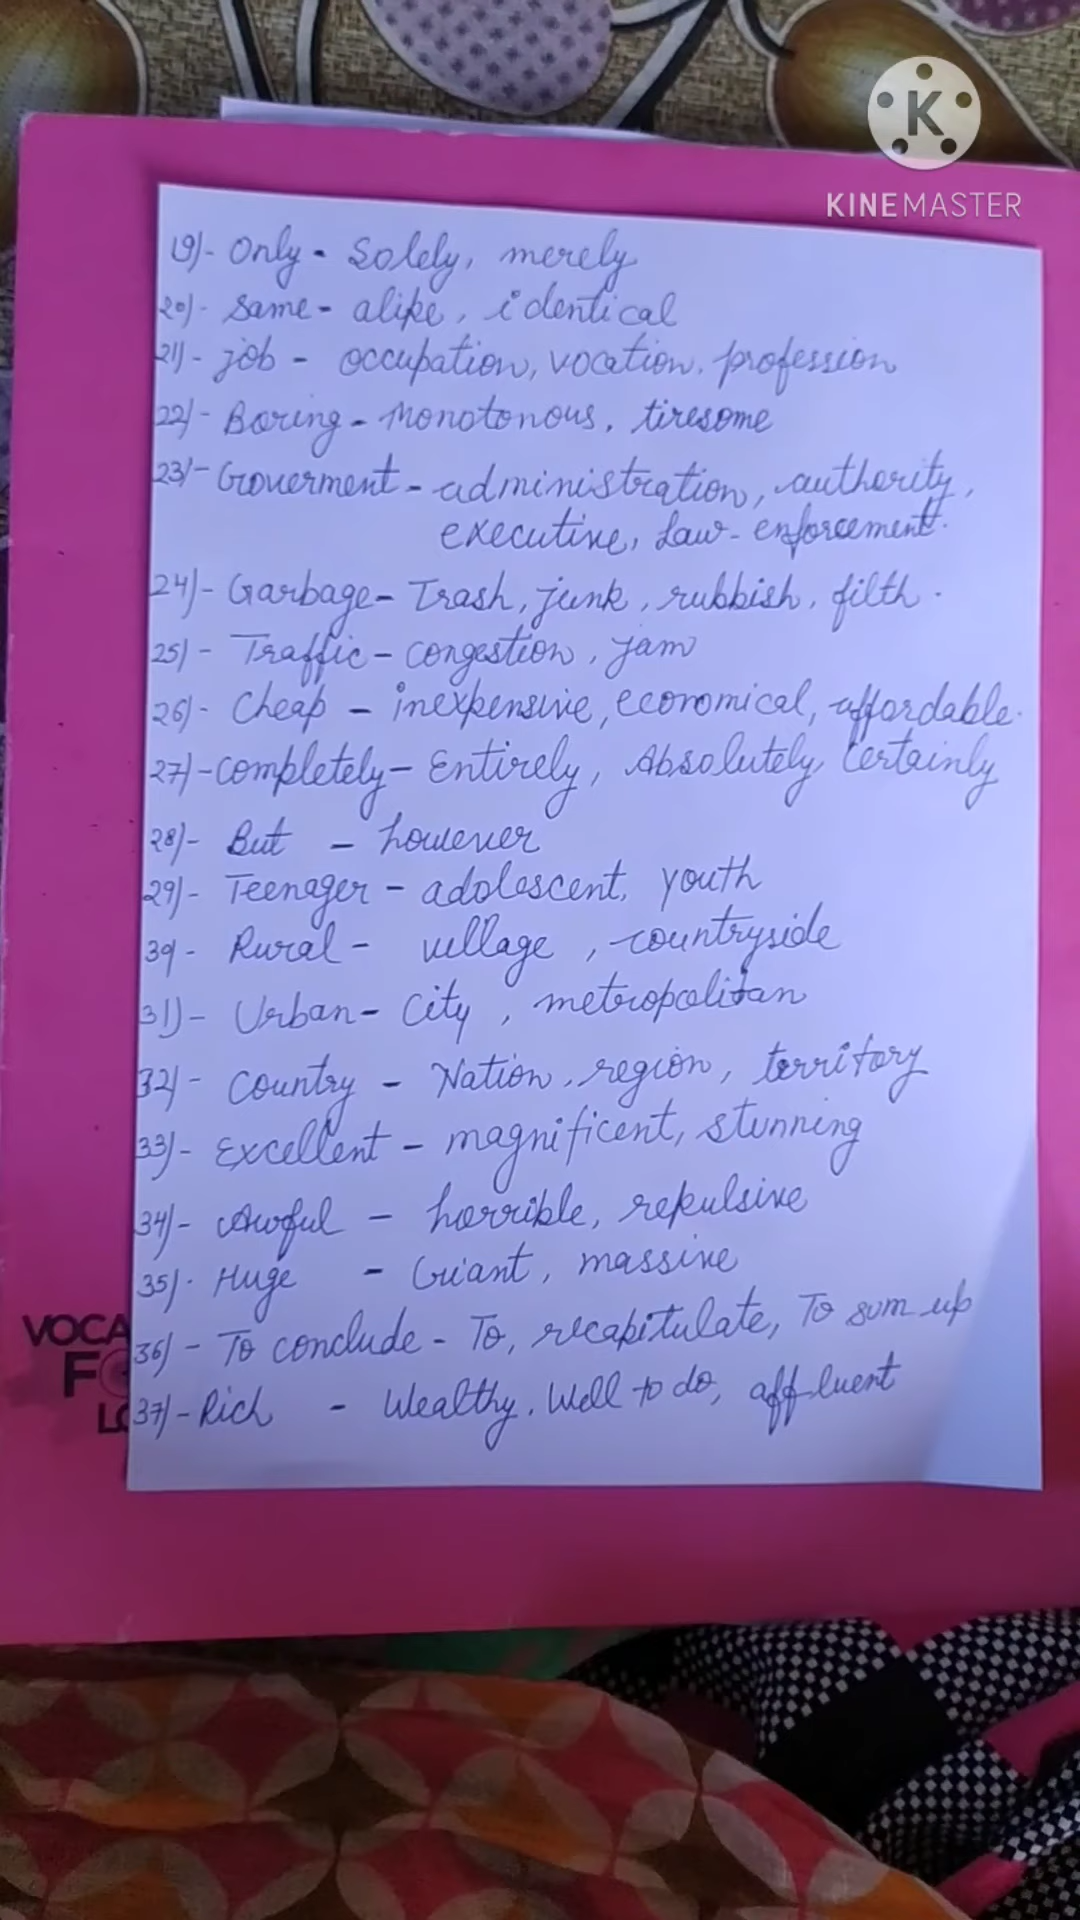 KINEMASTER
19)- Only - Solely, merely
20)- Same - alike, identical
21)- job - occupation, vocation, profession
22)- Boring - Monotonous, tiresome
23)- Goverment - administration, authority,
executive, Law-enforcement.
24)- Garbage - Trash, junk, rubbish, filth.
25)- Traffic - congestion, jam
26)- Cheap - inexpensive, economical, affordable.
27)- Completely - Entirely, Absolutely, Certainly
28)- But - however
29)- Teenager - adolescent, youth
30)- Rural - village, countryside
31)- Urban - City, metropolitan
32)- Country - Nation, region, territory
33)- Excellent - magnificent, stunning
34)- Awful - horrible, repulsive
35)- Huge - Giant, massive
36)- To conclude - To, recapitulate, To sum up
37)- Rich - Wealthy, Well to do, affluent
VOCA